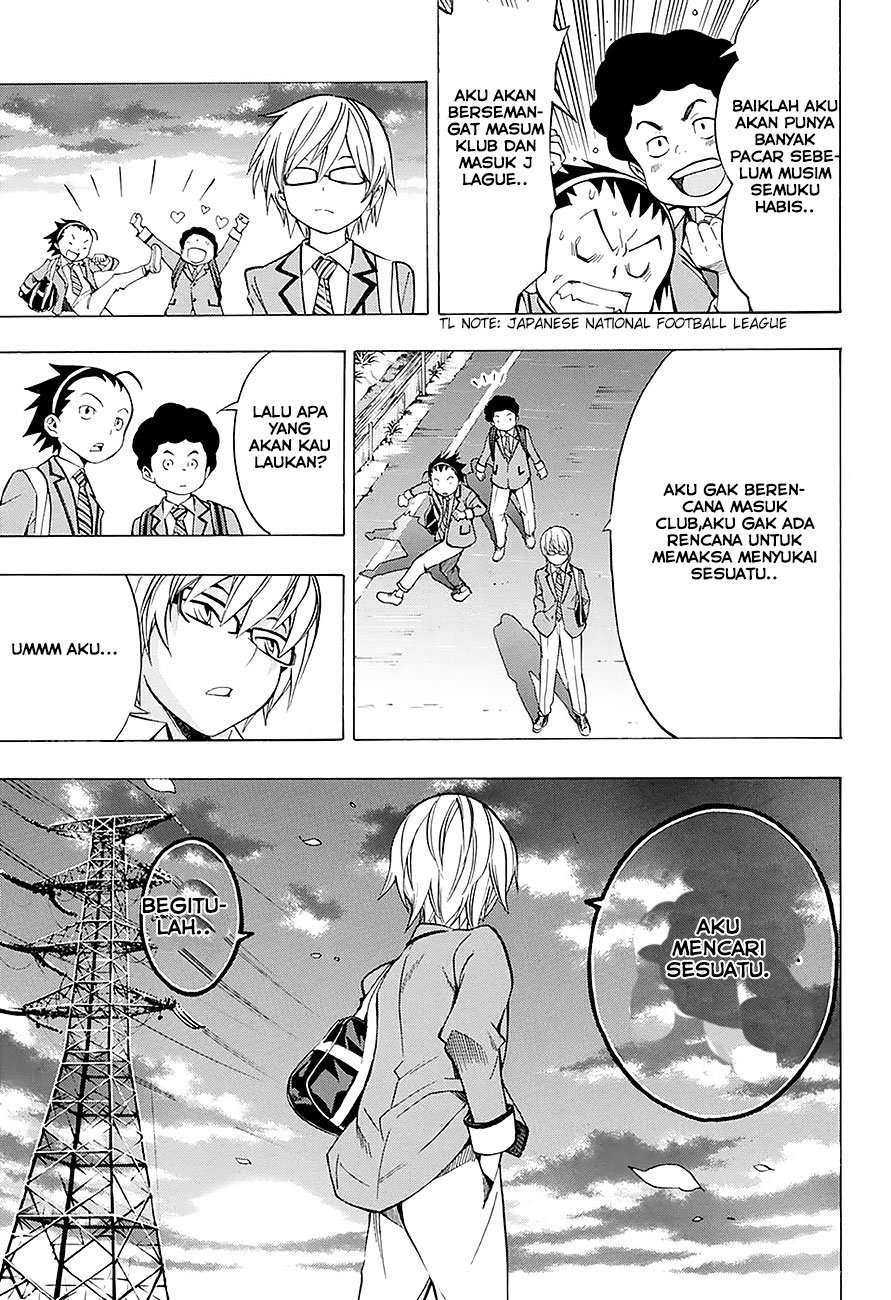 BAIKLAH AKU
AKAN PUNYA
BANYAK
PACAR SEBE-
LUM MUSIM
SEMUKU
HABIS..
AKU AKAN
BERSEMAN-
GAT MASUM
KLUB DAN
MASUK J
LAGUE..
TL NOTE: JAPANESE NATIONAL FOOTBALL LEAGUE
AKU GAK BEREN-
CANA MASUK
CLUB,AKU GAK ADA
RENCANA UNTUK
MEMAKSA MENYUKAI
SESUATU..
LALU APA
YANG
AKAN KAU
LAUKAN?
UMMM AKU...
AKU
MENCARI
SESUATU.
BEGITU-
LAH..